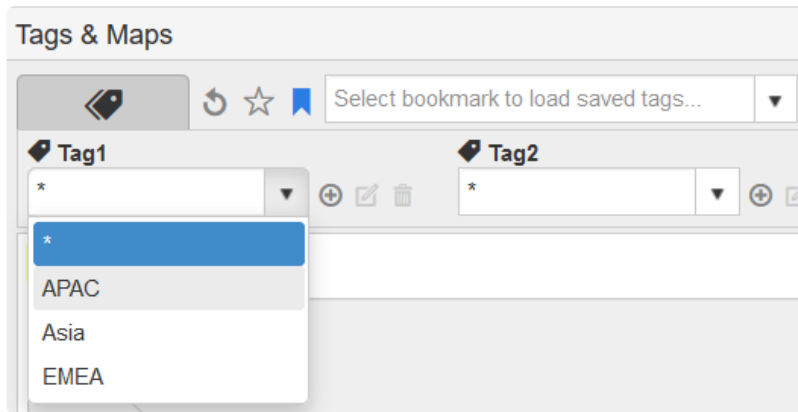 Tags & Maps
Select bookmark to load saved tags...
Tag1 Tag2
* *
*
APAC
Asia
EMEA